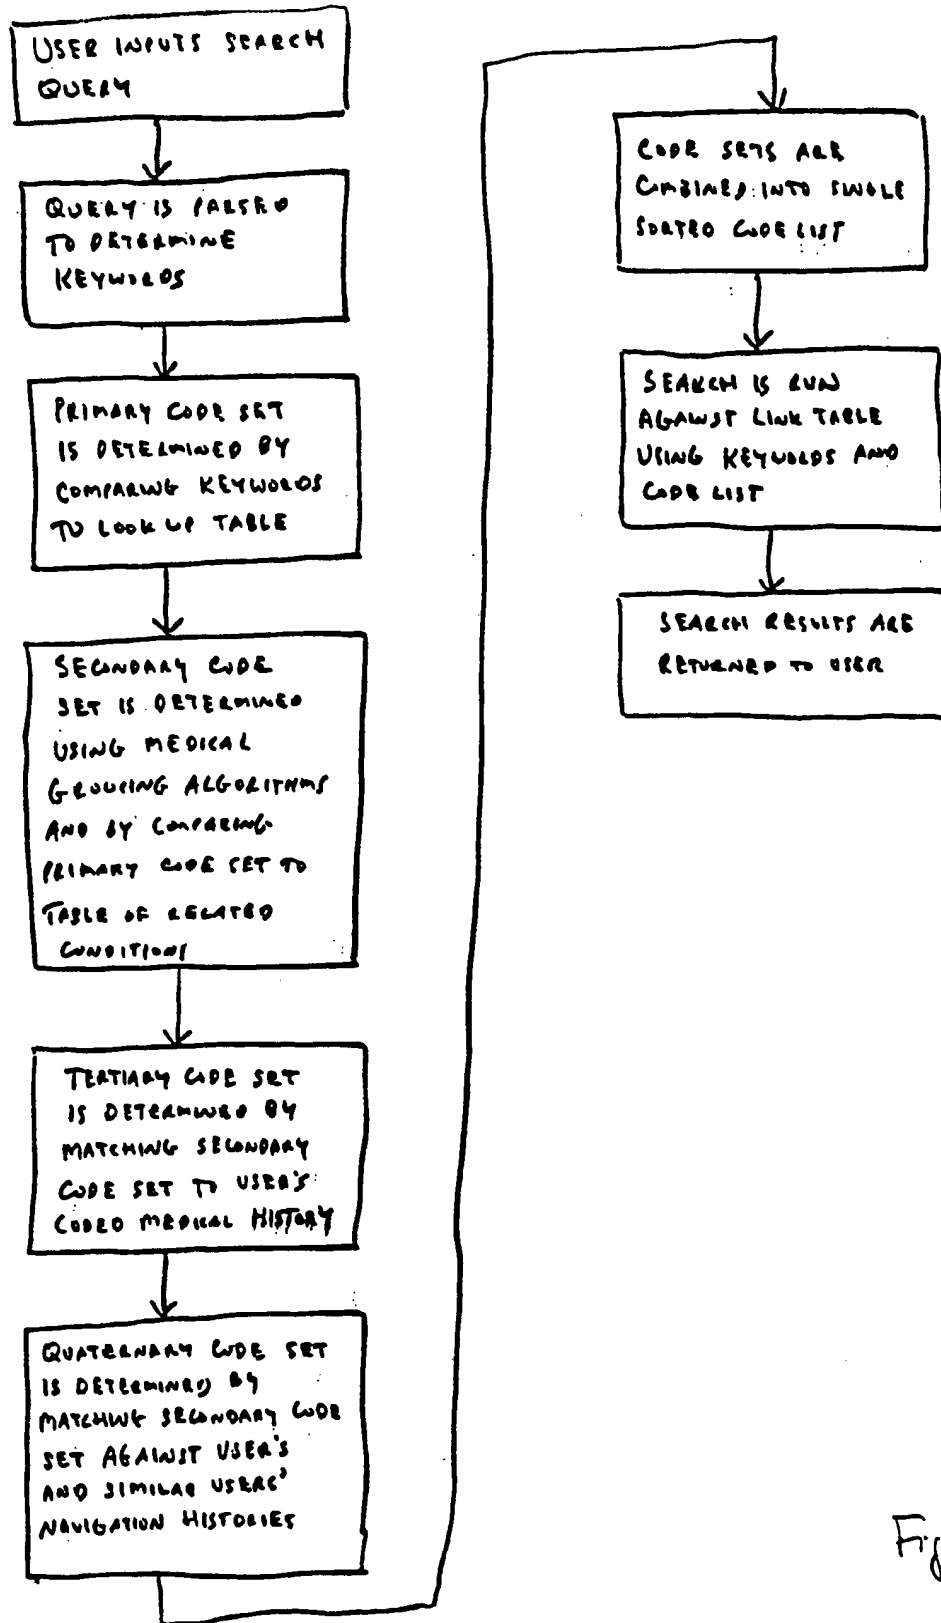 USER INPUTS SEARCH
QUERY
QUERY IS PARSED
TO DETERMINE
KEYWORDS
PRIMARY CODE SET
IS DETERMINED BY
COMPARING KEYWORDS
TO LOOK UP TABLE
SECONDARY CODE
SET IS DETERMINED
USING MEDICAL
GROUPING ALGORITHMS
AND BY COMPARING
PRIMARY CODE SET TO
TABLE OF RELATED
CONDITIONS
TERTIARY CODE SET
IS DETERMINED BY
MATCHING SECONDARY
CODE SET TO USER'S
CODED MEDICAL HISTORY
QUATERNARY CODE SET
IS DETERMINED BY
MATCHING SECONDARY CODE
SET AGAINST USER'S
AND SIMILAR USERS'
NAVIGATION HISTORIES
CODE SETS ARE
COMBINED INTO SINGLE
SORTED CODE LIST
SEARCH IS RUN
AGAINST LINK TABLE
USING KEYWORDS AND
CODE LIST
SEARCH RESULTS ARE
RETURNED TO USER
Fig